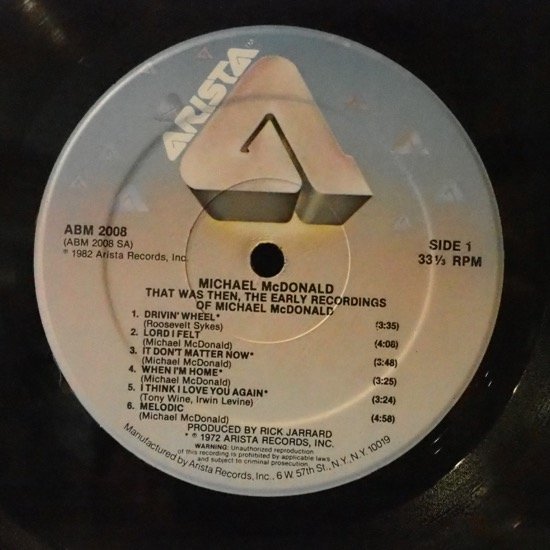 ARISTA™
ABM 2008
(ABM 2008 SA)
℗ 1982 Arista Records, Inc.
SIDE 1
33 ⅓ RPM
MICHAEL McDONALD
THAT WAS THEN, THE EARLY RECORDINGS
OF MICHAEL McDONALD
1. DRIVIN' WHEEL* (3:35)
(Roosevelt Sykes)
2. LORD I FELT (4:08)
(Michael McDonald)
3. IT DON'T MATTER NOW* (3:48)
(Michael McDonald)
4. WHEN I'M HOME* (3:25)
(Michael McDonald)
5. I THINK I LOVE YOU AGAIN* (3:24)
(Tony Wine, Irwin Levine)
6. MELODIC (4:58)
(Michael McDonald)
PRODUCED BY RICK JARRARD
* ℗ 1972 ARISTA RECORDS, INC.
WARNING: Unauthorized reproduction
of this recording is prohibited by applicable laws
and subject to criminal prosecution.
Manufactured by Arista Records, Inc., 6 W. 57th St., N.Y., N.Y. 10019